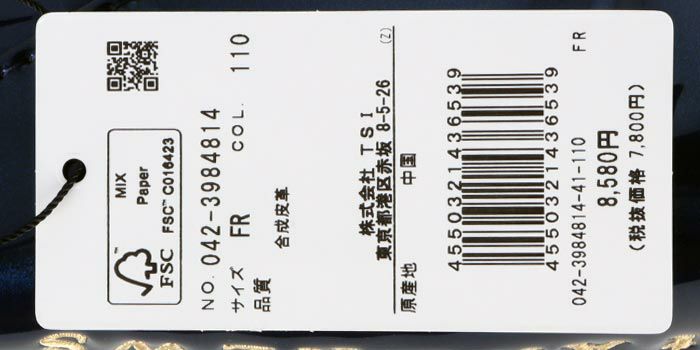 MIX
Paper
FSC™ C016423
FSC
NO. 042-3984814
サイズ FR COL. 110
品質
合成皮革
株式会社 TSI
東京都港区赤坂 8-5-26
(Z)
原産地 中国
4550321436539
4550321436539
042-3984814-41-110
FR
8,580円
(税抜価格 7,800円)